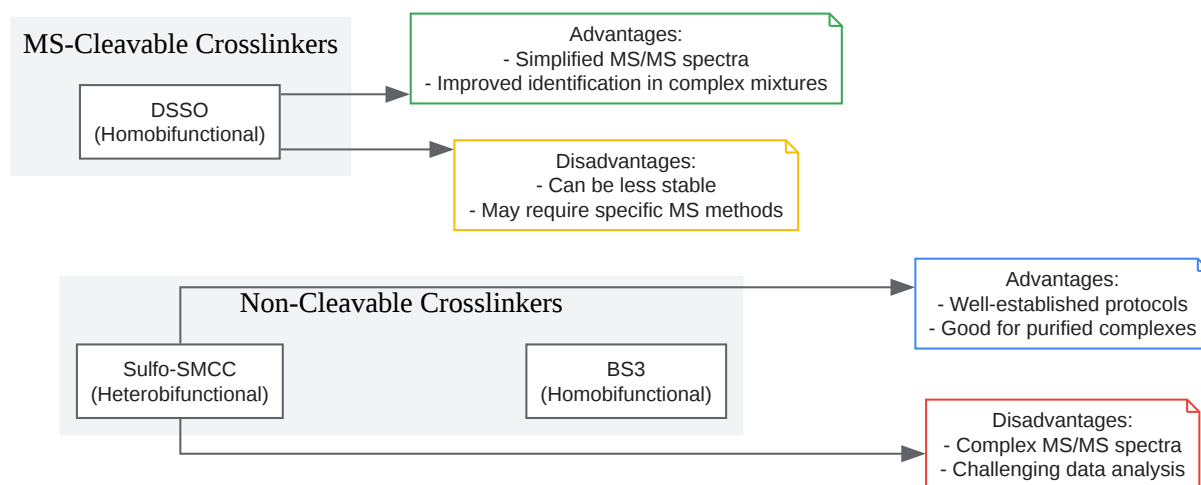 MS-Cleavable Crosslinkers
DSSO
(Homobifunctional)
Advantages:
- Simplified MS/MS spectra
- Improved identification in complex mixtures
Disadvantages:
- Can be less stable
- May require specific MS methods
Non-Cleavable Crosslinkers
Sulfo-SMCC
(Heterobifunctional)
BS3
(Homobifunctional)
Advantages:
- Well-established protocols
- Good for purified complexes
Disadvantages:
- Complex MS/MS spectra
- Challenging data analysis